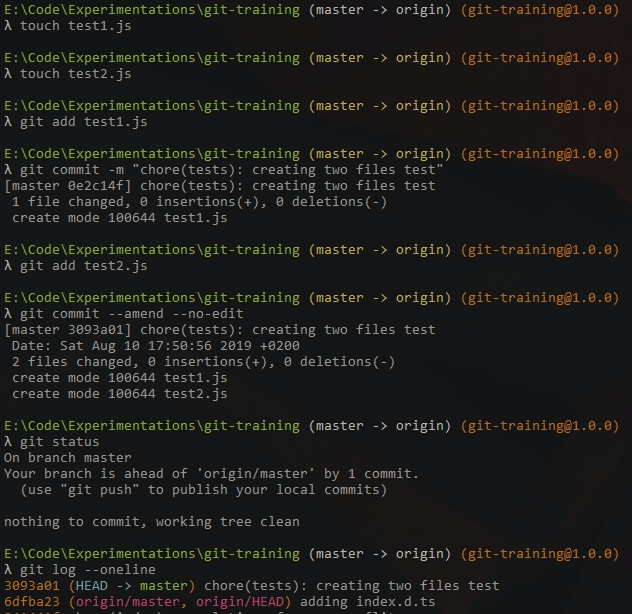 E:\Code\Experimentations\git-training (master -> origin) (git-training@1.0.0)
λ touch test1.js
E:\Code\Experimentations\git-training (master -> origin) (git-training@1.0.0)
λ touch test2.js
E:\Code\Experimentations\git-training (master -> origin) (git-training@1.0.0)
λ git add test1.js
E:\Code\Experimentations\git-training (master -> origin) (git-training@1.0.0)
λ git commit -m "chore(tests): creating two files test"
[master 0e2c14f] chore(tests): creating two files test
 1 file changed, 0 insertions(+), 0 deletions(-)
 create mode 100644 test1.js
E:\Code\Experimentations\git-training (master -> origin) (git-training@1.0.0)
λ git add test2.js
E:\Code\Experimentations\git-training (master -> origin) (git-training@1.0.0)
λ git commit --amend --no-edit
[master 3093a01] chore(tests): creating two files test
 Date: Sat Aug 10 17:50:56 2019 +0200
 2 files changed, 0 insertions(+), 0 deletions(-)
 create mode 100644 test1.js
 create mode 100644 test2.js
E:\Code\Experimentations\git-training (master -> origin) (git-training@1.0.0)
λ git status
On branch master
Your branch is ahead of 'origin/master' by 1 commit.
  (use "git push" to publish your local commits)
nothing to commit, working tree clean
E:\Code\Experimentations\git-training (master -> origin) (git-training@1.0.0)
λ git log --oneline
3093a01 (HEAD -> master) chore(tests): creating two files test
6dfba23 (origin/master, origin/HEAD) adding index.d.ts